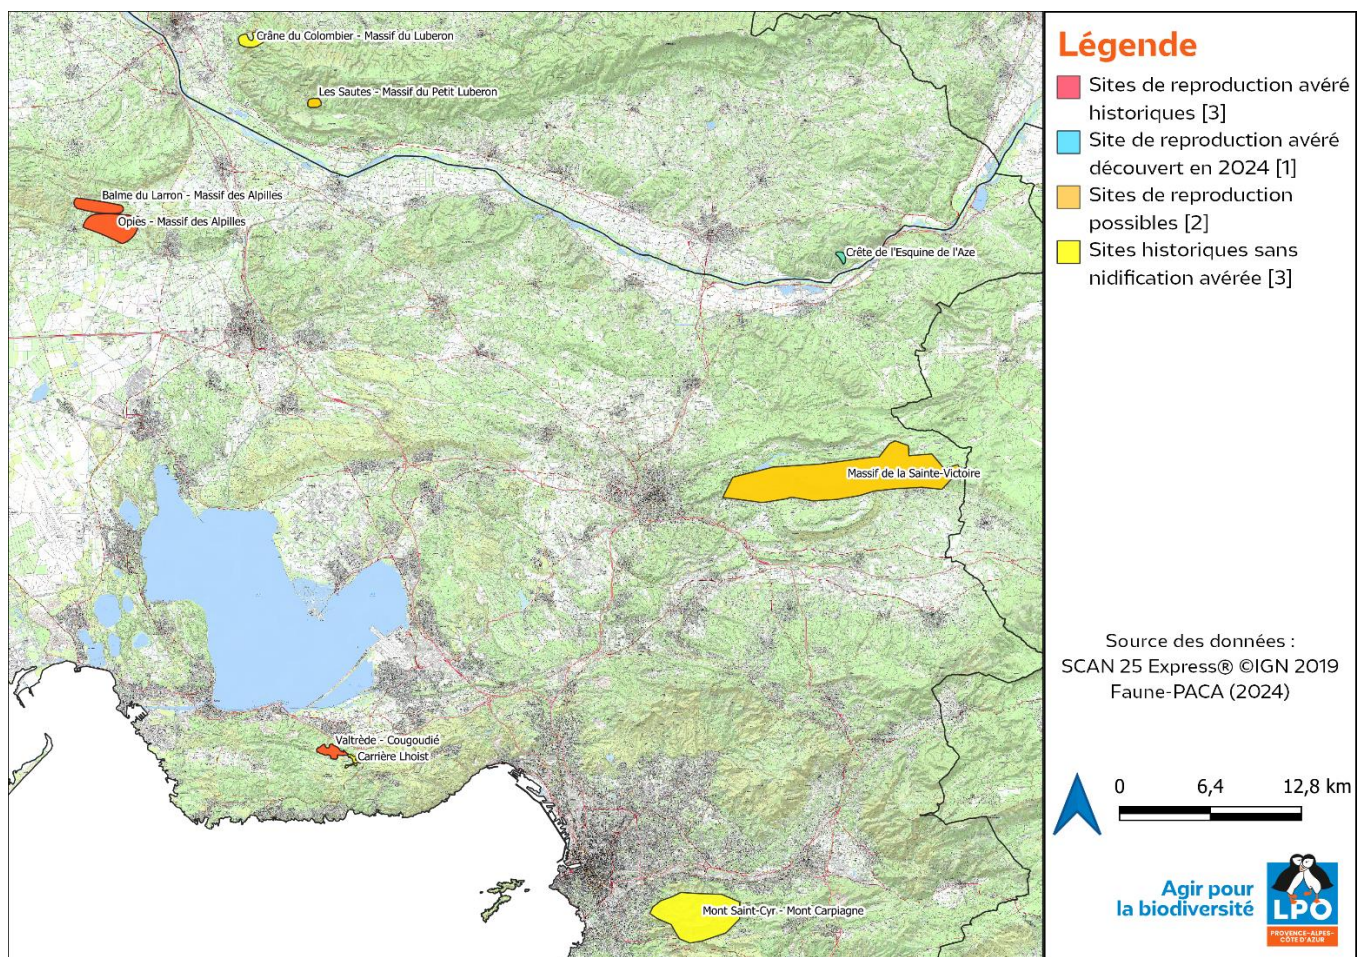 Crâne du Colombier - Massif du Luberon
Les Sautes - Massif du Petit Luberon
Balme du Larron - Massif des Alpilles
Opies - Massif des Alpilles
Crête de l'Esquine de l'Aze
Massif de la Sainte-Victoire
Valtrède - Cougoudié
Carrière Lhoist
Mont Saint-Cyr - Mont Carpiagne
Légende
Sites de reproduction avéré
historiques [3]
Site de reproduction avéré
découvert en 2024 [1]
Sites de reproduction
possibles [2]
Sites historiques sans
nidification avérée [3]
Source des données :
SCAN 25 Express® ©IGN 2019
Faune-PACA (2024)
0 6,4 12,8 km
Agir pour
la biodiversité
LPO
PROVENCE-ALPES-
CÔTE D'AZUR